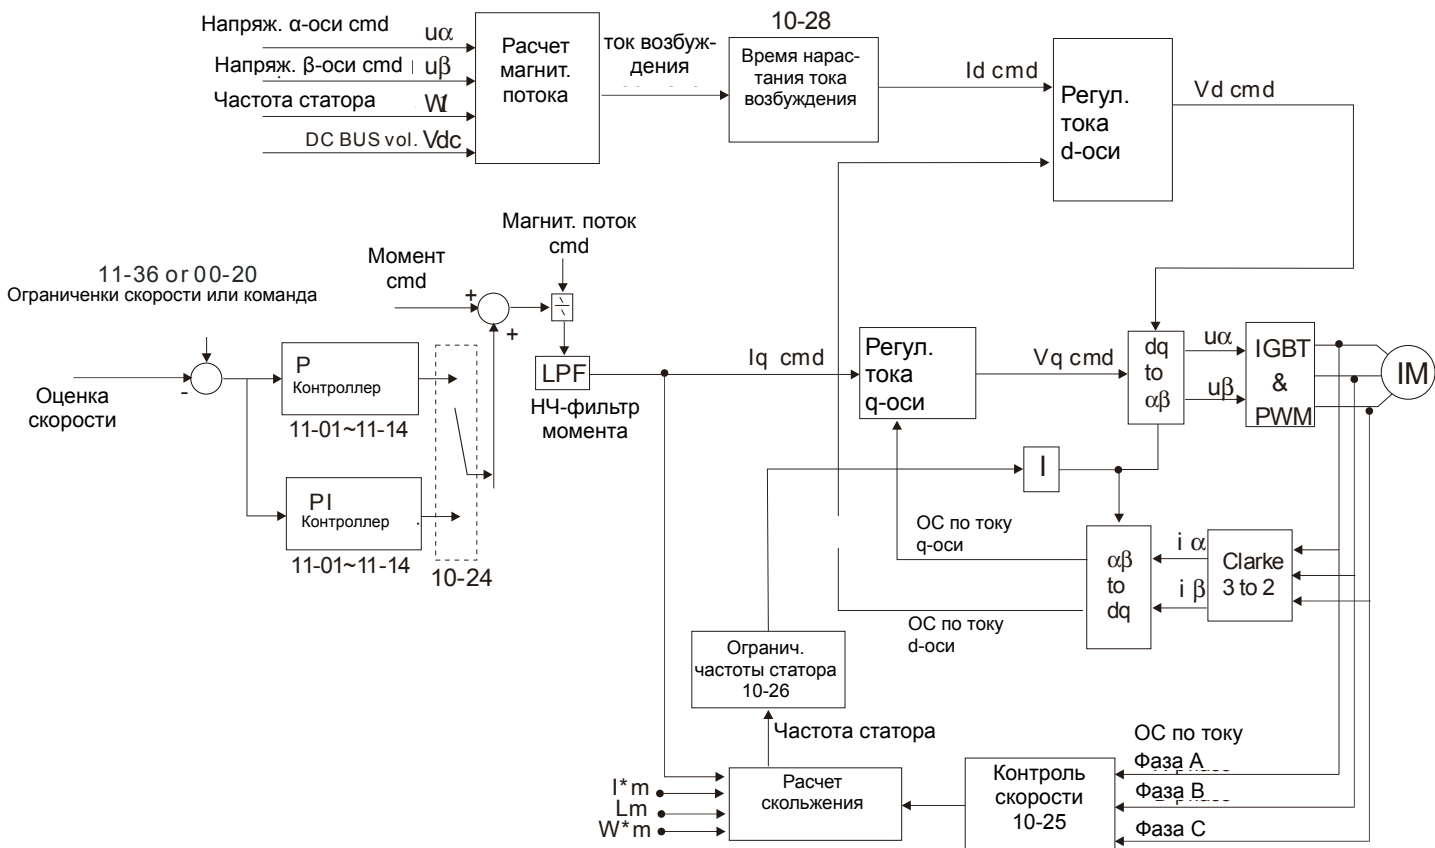 Напряж. α-оси cmd
uα
Напряж. β-оси cmd
uβ
Частота статора
W1
DC BUS vol. Vdc
Расчет
магнит.
потока
ток возбуж-
дения
10-28
Время нарас-
тания тока
возбуждения
Id cmd
Регул.
тока
d-оси
Vd cmd
Магнит. поток
cmd
Момент
cmd
11-36 or 00-20
Ограниченки скорости или команда
+
+
÷
-
Оценка
скорости
P
Контроллер
11-01~11-14
PI
Контроллер
11-01~11-14
10-24
LPF
НЧ-фильтр
момента
Iq cmd
Регул.
тока
q-оси
Vq cmd
dq
to
αβ
uα
uβ
IGBT
&
PWM
IM
I
ОС по току
q-оси
αβ
to
dq
i α
i β
Clarke
3 to 2
ОС по току
d-оси
Огранич.
частоты статора
10-26
Частота статора
I*m
Lm
W*m
Расчет
скольжения
Контроль
скорости
10-25
ОС по току
Фаза A
Фаза B
Фаза C